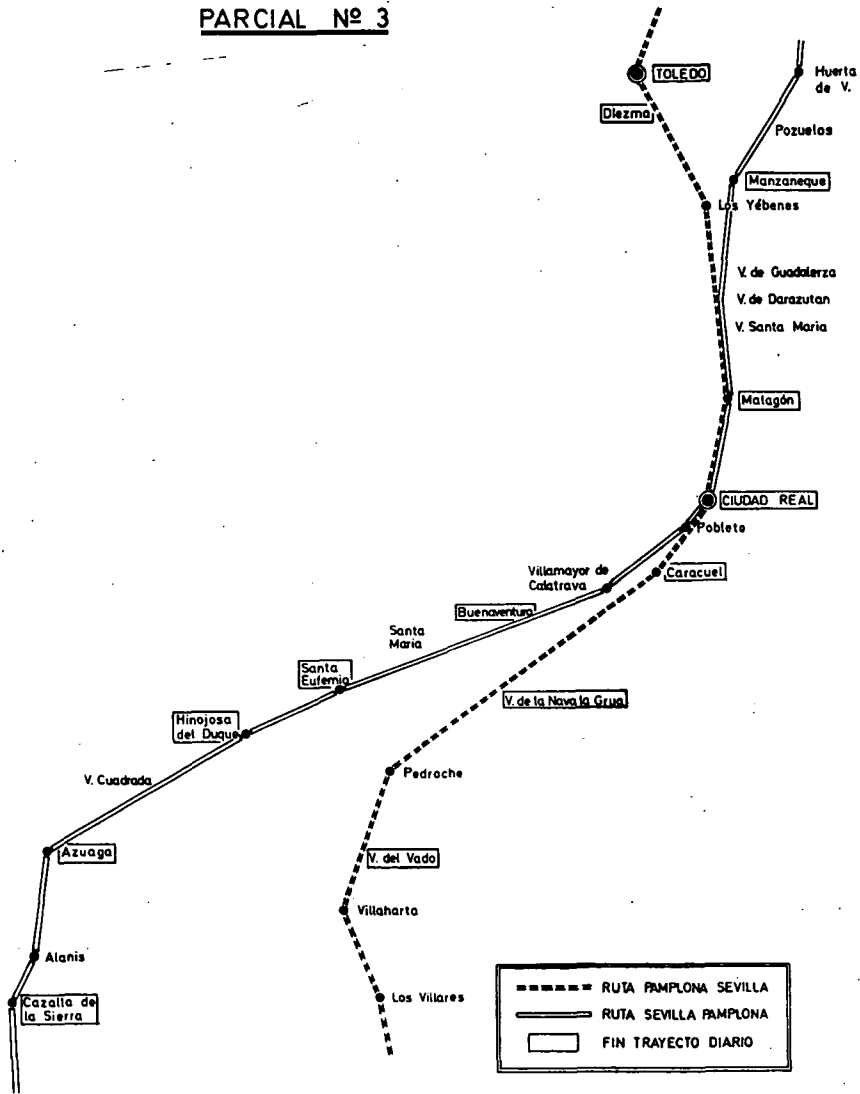 PARCIAL Nº 3
TOLEDO
Huerta
de V.
Diezma
Pozuelos
Manzaneque
Los Yébenes
V. de Guadalerza
V. de Darazutan
V. Santa Maria
Malagón
CIUDAD REAL
Poblete
Villamayor de
Calatrava
Caracuel
Buenaventura
Santa
Maria
Santa
Eufemia
V. de la Nava la Grua
Hinojosa
del Duque
V. Cuadrada
Pedroche
Azuaga
V. del Vado
Villaharta
Alanis
Cazalla de
la Sierra
Los Villares
RUTA PAMPLONA SEVILLA
RUTA SEVILLA PAMPLONA
FIN TRAYECTO DIARIO